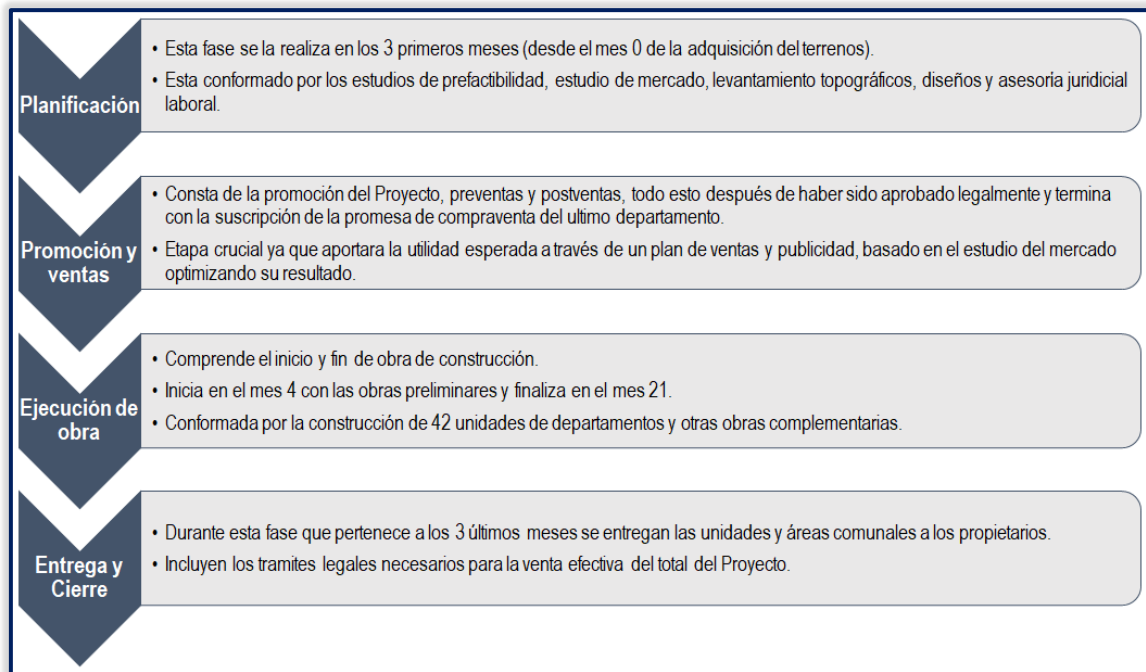 Planificación
• Esta fase se la realiza en los 3 primeros meses (desde el mes 0 de la adquisición del terrenos).
• Esta conformado por los estudios de prefactibilidad, estudio de mercado, levantamiento topográficos, diseños y asesoría juridicial
laboral.
Promoción y
ventas
• Consta de la promoción del Proyecto, preventas y postventas, todo esto después de haber sido aprobado legalmente y termina
con la suscripción de la promesa de compraventa del ultimo departamento.
• Etapa crucial ya que aportara la utilidad esperada a través de un plan de ventas y publicidad, basado en el estudio del mercado
optimizando su resultado.
Ejecución de
obra
• Comprende el inicio y fin de obra de construcción.
• Inicia en el mes 4 con las obras preliminares y finaliza en el mes 21.
• Conformada por la construcción de 42 unidades de departamentos y otras obras complementarias.
Entrega y
Cierre
• Durante esta fase que pertenece a los 3 últimos meses se entregan las unidades y áreas comunales a los propietarios.
• Incluyen los tramites legales necesarios para la venta efectiva del total del Proyecto.